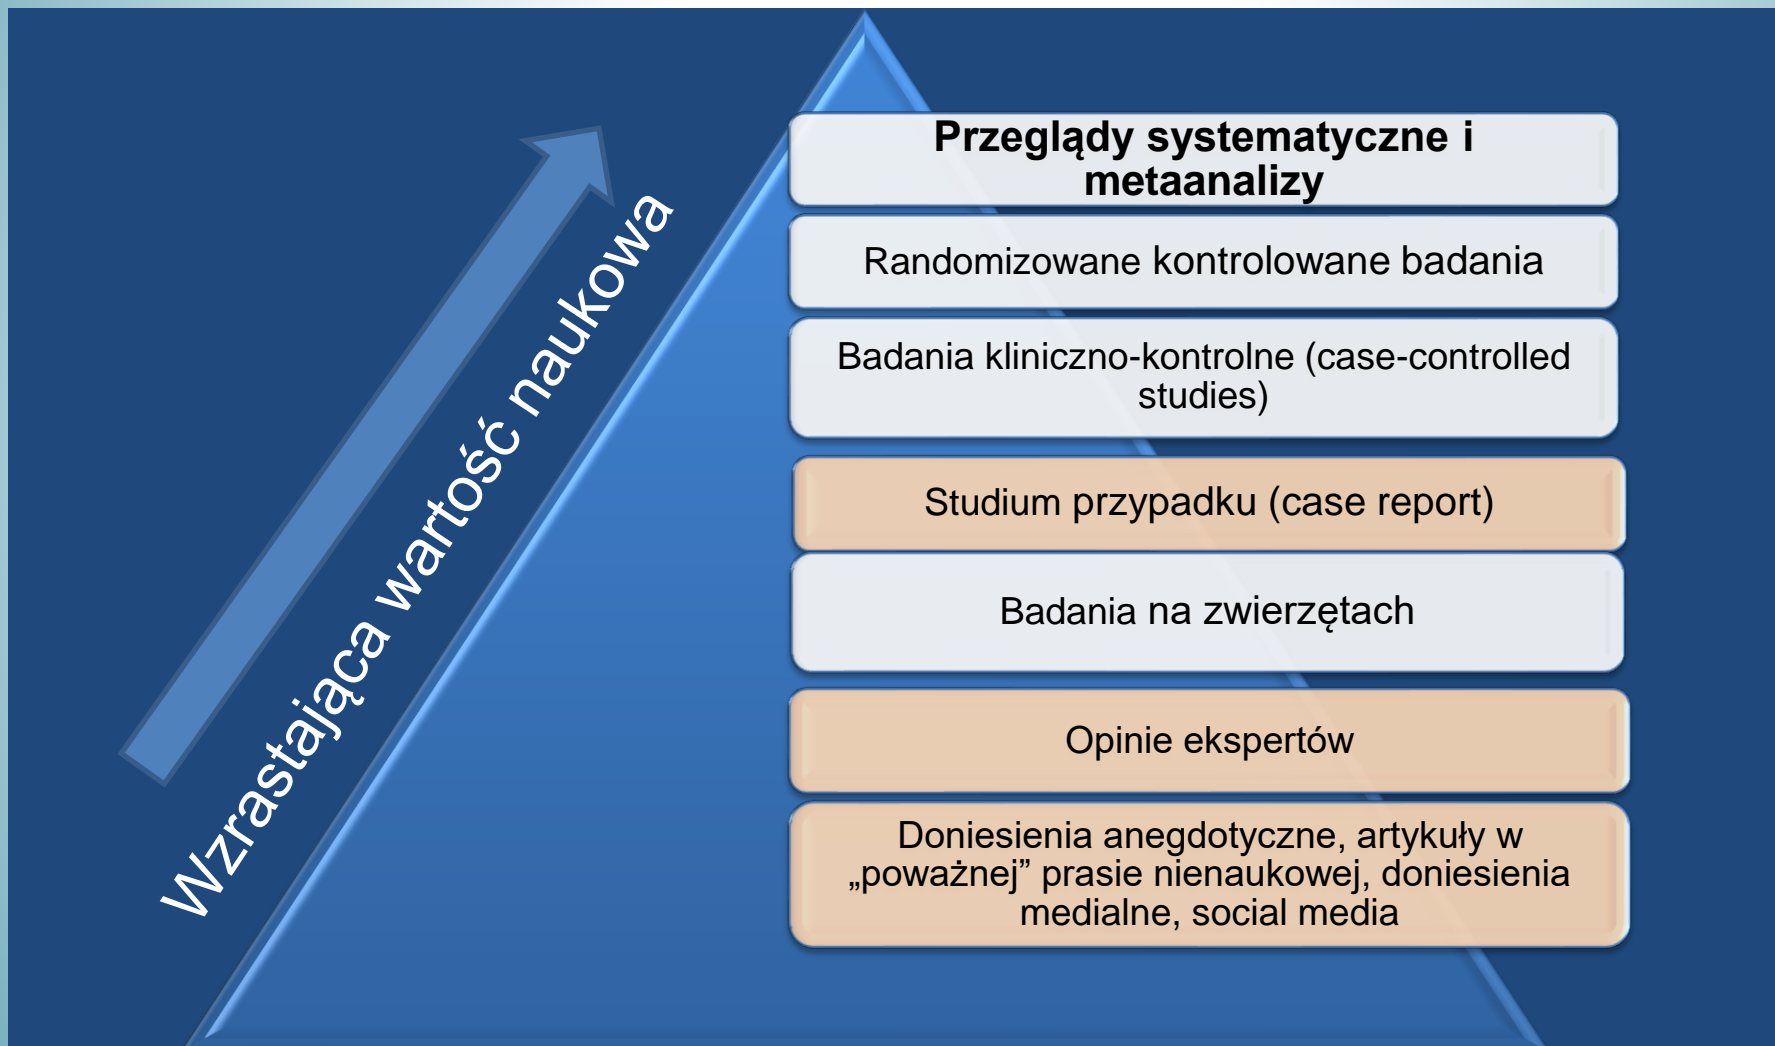 Wzrastająca wartość naukowa
Przeglądy systematyczne i
metaanalizy
Randomizowane kontrolowane badania
Badania kliniczno-kontrolne (case-controlled
studies)
Studium przypadku (case report)
Badania na zwierzętach
Opinie ekspertów
Doniesienia anegdotyczne, artykuły w
„poważnej” prasie nienaukowej, doniesienia
medialne, social media